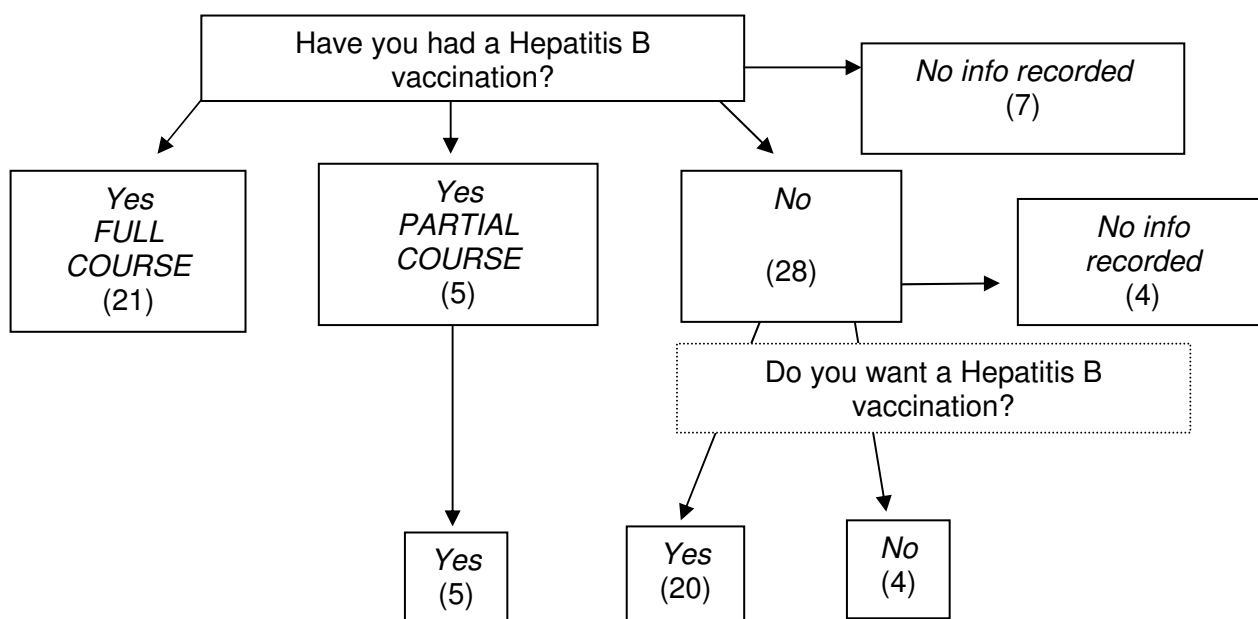 Have you had a Hepatitis B
vaccination?
No info recorded
(7)
Yes
FULL
COURSE
(21)
Yes
PARTIAL
COURSE
(5)
No
(28)
No info
recorded
(4)
Do you want a Hepatitis B
vaccination?
Yes
(5)
Yes
(20)
No
(4)